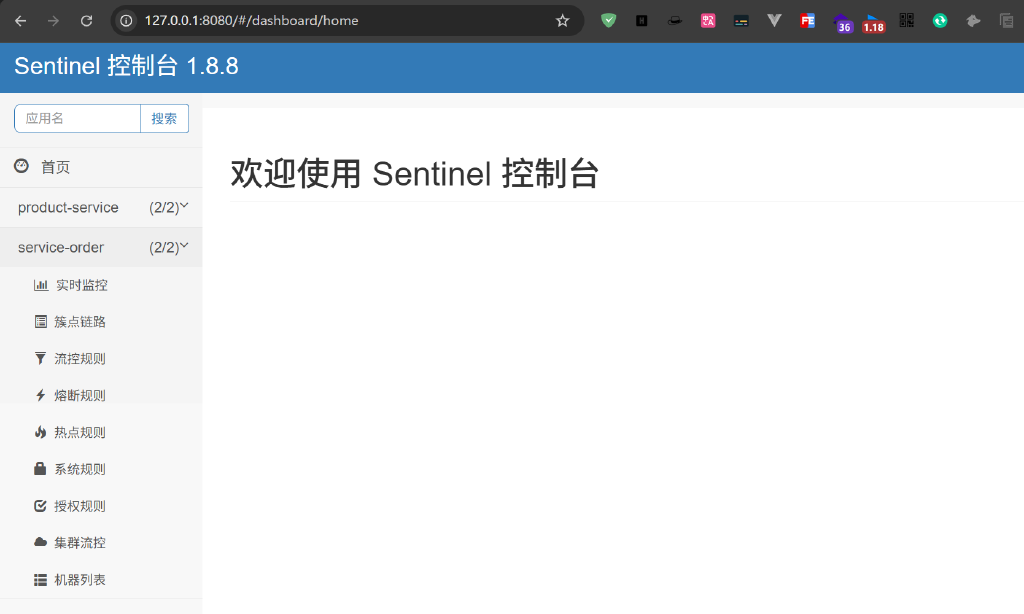 127.0.0.1:8080/#/dashboard/home
36
1.18
Sentinel 控制台 1.8.8
应用名 搜索
首页
product-service (2/2)
service-order (2/2)
实时监控
簇点链路
流控规则
熔断规则
热点规则
系统规则
授权规则
集群流控
机器列表
欢迎使用 Sentinel 控制台